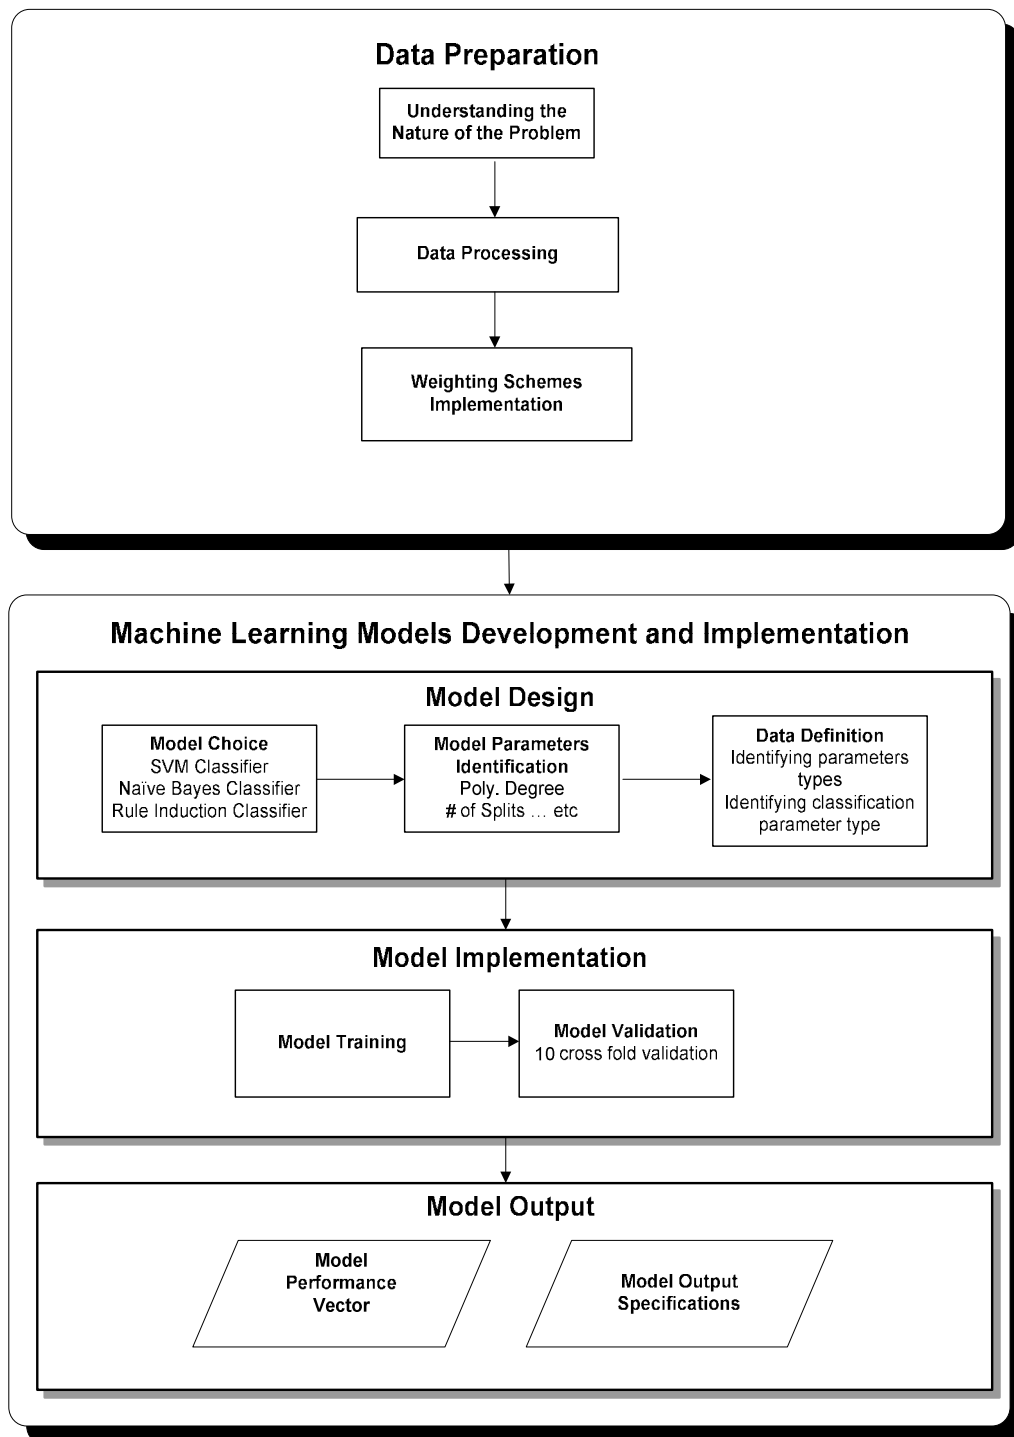 Data Preparation
Understanding the
Nature of the Problem
Data Processing
Weighting Schemes
Implementation
Machine Learning Models Development and Implementation
Model Design
Model Choice
SVM Classifier
Naïve Bayes Classifier
Rule Induction Classifier
Model Parameters
Identification
Poly. Degree
# of Splits ... etc
Data Definition
Identifying parameters
types
Identifying classification
parameter type
Model Implementation
Model Training
Model Validation
10 cross fold validation
Model Output
Model
Performance
Vector
Model Output
Specifications